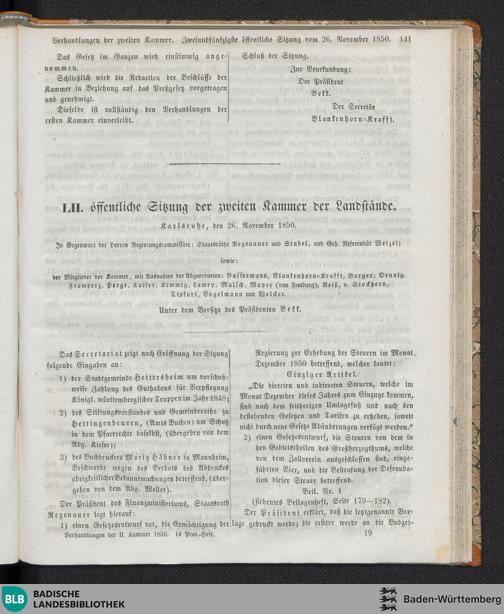 Verhandlungen der zweiten Kammer. Zweiundfünfzigste öffentliche Sitzung vom 26. November 1850. 141
Das Gesetz im Ganzen wird einstimmig ange-
nommen.
Schließlich wird die Redaction der Beschlüsse der
Kammer in Beziehung auf das Preßgesetz vorgetragen
und genehmigt.
Dieselbe ist vollständig den Verhandlungen der
ersten Kammer einverleibt.
Schluß der Sitzung.
Zur Beurkundung:
Der Präsident
Bekk.
Der Secretär
Blankenhorn-Krafft.
LII. öffentliche Sitzung der zweiten Kammer der Landstände.
Karlsruhe, den 26. November 1850.
In Gegenwart der Herren Regierungskommissäre: Staatsräthe Regenauer und Stabel, und Geh. Referendär Weizel;
sowie:
der Mitglieder der Kammer, mit Ausnahme der Abgeordneten: Bassermann, Blankenhorn-Krafft, Burger, Dennig,
Fromherz, Herge, Kaller, Kimmig, Lamey, Malsch, Mayer (von Freiburg), Reis, v. Stockhorn,
Trefurt, Vogelmann und Welcker.
Unter dem Vorsitze des Präsidenten Bekk.
Das Secretariat zeigt nach Eröffnung der Sitzung
folgende Eingaben an:
1) der Stadtgemeinde Heitersheim um vorschuß-
weise Zahlung des Guthabens für Verpflegung
Königl. württembergischer Truppen im Jahr 1848;
2) des Stiftungsvorstandes und Gemeinderaths zu
Hettingenbeuren, (Amts Buchen) um Schutz
in dem Pfarrrechte daselbst, (übergeben von dem
Abg. Kiefer);
3) des Buchdruckers Moriz Hähner in Mannheim,
Beschwerde wegen des Verbots des Abdrucks
obrigkeitlicher Bekanntmachungen betreffend, (über-
geben von dem Abg. Weller).
Der Präsident des Finanzministeriums, Staatsrath
Regenauer legt hierauf:
1) einen Gesetzesentwurf vor, die Ermächtigung der
Verhandlungen der II. Kammer 1850. 1s Prot.-Heft.
Regierung zur Erhebung der Steuern im Monat
Dezember 1850 betreffend, welcher lautet:
Einziger Artikel.
„Die directen und indirecten Steuern, welche im
Monat Dezember dieses Jahres zum Einzuge kommen,
sind nach dem seitherigen Umlagefuß und nach den
bestehenden Gesetzen und Tarifen zu erheben, soweit
nicht durch neue Gesetze Abänderungen verfügt werden."
2) einen Gesetzesentwurf, die Steuern von dem in
den Gebietstheilen des Großherzogthums, welche
von dem Zollverein ausgeschlossen sind, einge-
führten Bier, und die Bestrafung der Defrauda-
tion dieser Steuer betreffend.
Beil. Nr. 1
(siebentes Beilagenheft, Seite 179—182).
Der Präsident erklärt, daß die letztgenannte Vor-
lage gedruckt werde; die erstere werde an die Budget-
19
BLB BADISCHE
LANDESBIBLIOTHEK
Baden-Württemberg